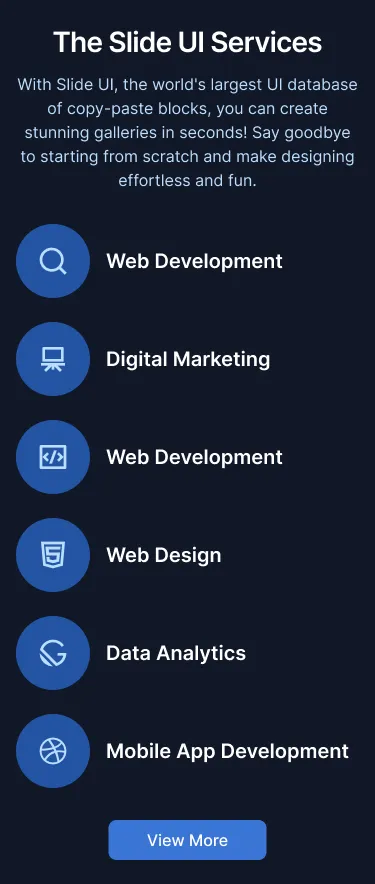 The Slide UI Services
With Slide UI, the world's largest UI database
of copy-paste blocks, you can create
stunning galleries in seconds! Say goodbye
to starting from scratch and make designing
effortless and fun.
Web Development
Digital Marketing
Web Development
Web Design
Data Analytics
Mobile App Development
View More